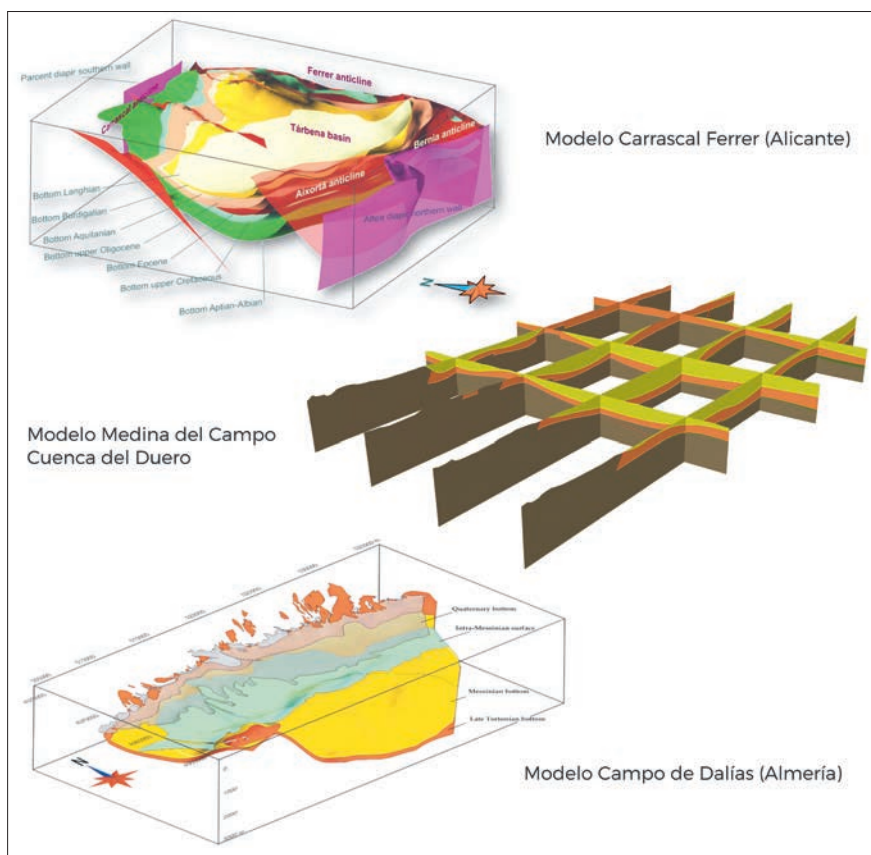 Parcent diapir southern wall
Ferrer anticline
Carrascal anticline
Tárbena basin
Bernia anticline
Modelo Carrascal Ferrer (Alicante)
Aixorta anticline
Altea diapir northern wall
Bottom Langhian
Bottom Burdigalian
Bottom Aquitanian
Bottom upper Oligocene
Bottom Eocene
Bottom upper Cretaceous
Bottom Aptian-Albian
N
Modelo Medina del Campo
Cuenca del Duero
Quaternary bottom
Intra-Messinian surface
Messinian bottom
Late Tortonian bottom
N
0
Modelo Campo de Dalías (Almería)